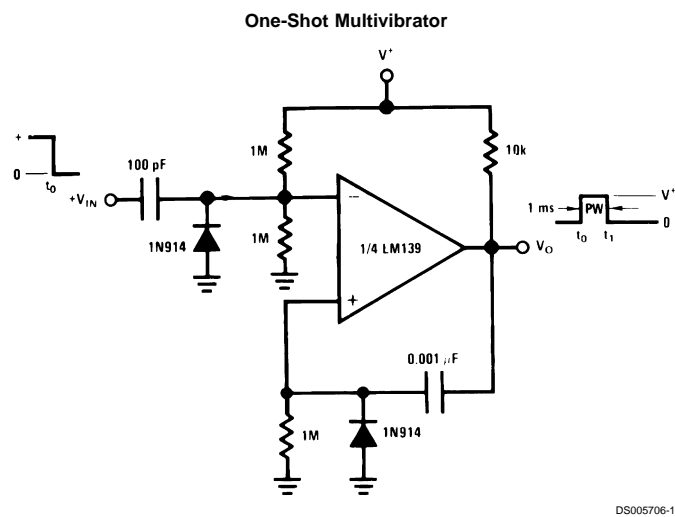 One-Shot Multivibrator
V+
1M
10k
+
0
t0
100 pF
+VIN
1N914
1M
−
1/4 LM139
+
VO
1 ms
PW
V+
0
t0
t1
0.001 μF
1M
1N914
DS005706-1